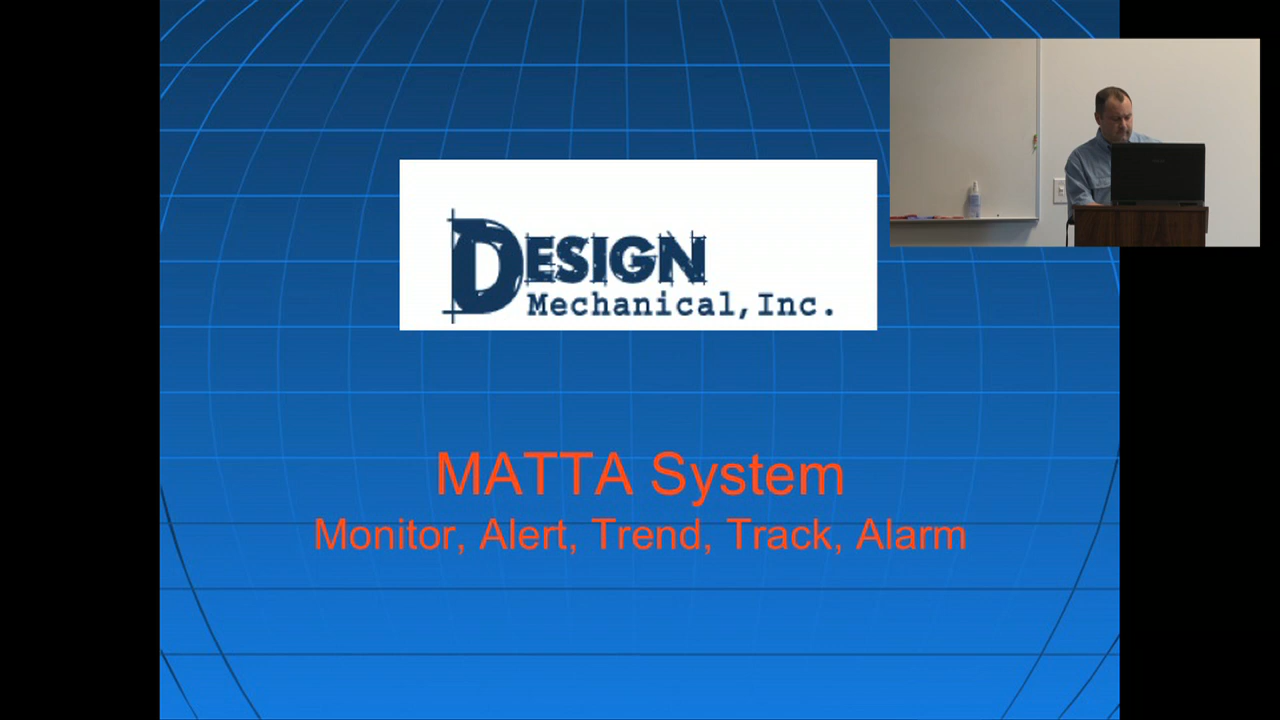 DESIGN
Mechanical, Inc.
MATTA System
Monitor, Alert, Trend, Track, Alarm